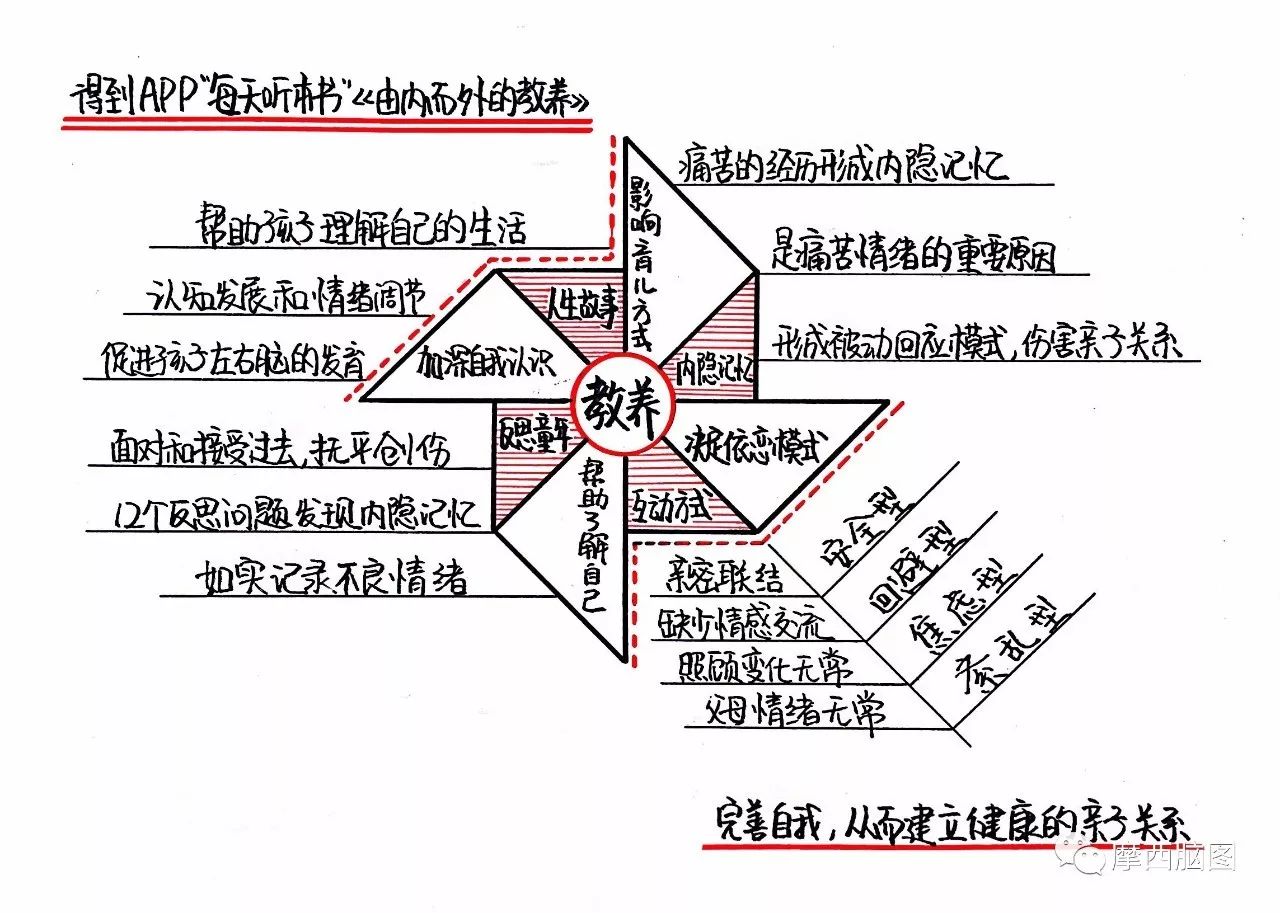 得到APP"每天听本书"《由内而外的教养》
教养
影响育儿方式
内隐记忆
痛苦的经历形成内隐记忆
是痛苦情绪的重要原因
形成被动回应模式,伤害亲子关系
决定依恋模式
互动方式
亲密联结
安全型
缺少情感交流
回避型
照顾变化无常
焦虑型
父母情绪无常
紊乱型
帮助了解自己
反思童年
面对和接受过去,抚平创伤
12个反思问题发现内隐记忆
如实记录不良情绪
加深自我认识
人生故事
帮助孩子理解自己的生活
认知发展和情绪调节
促进孩子左右脑的发育
完善自我,从而建立健康的亲子关系
摩西脑图